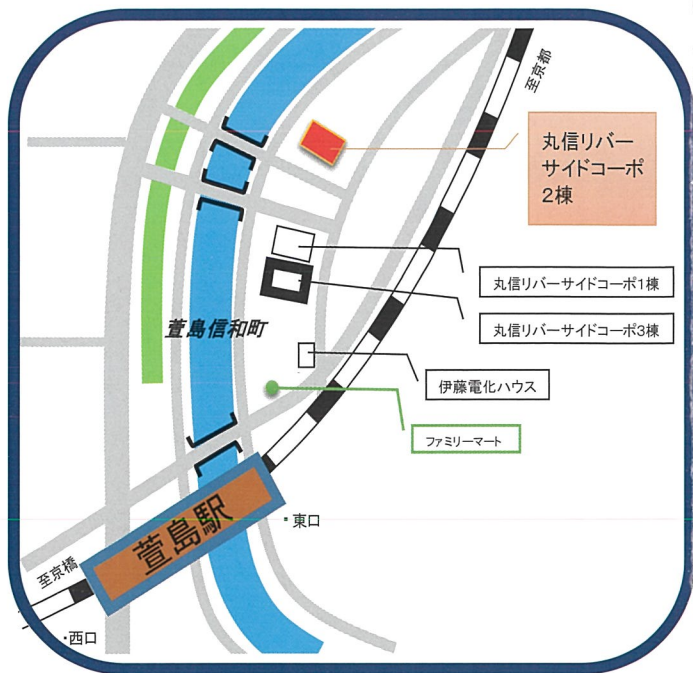 至京都
丸信リバー
サイドコーポ
2棟
丸信リバーサイドコーポ1棟
丸信リバーサイドコーポ3棟
萱島信和町
伊藤電化ハウス
ファミリーマート
萱島駅
・東口
至京橋
・西口